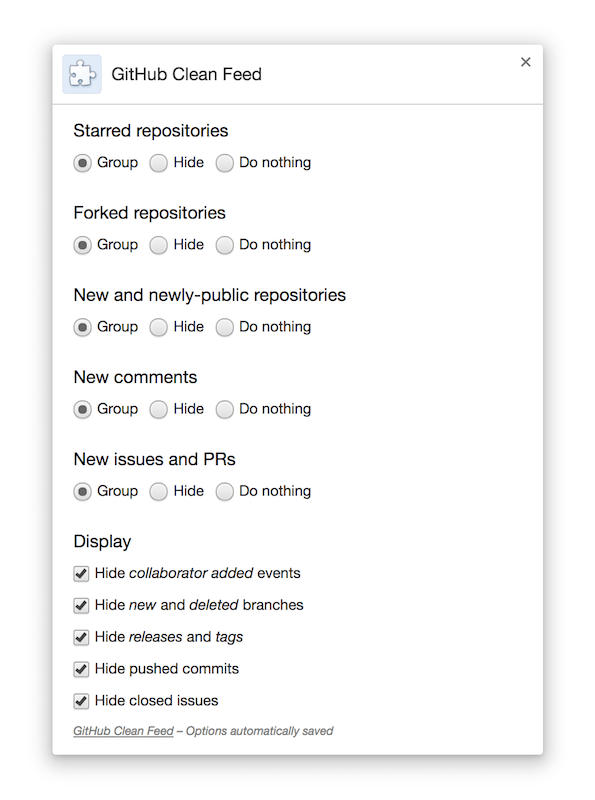 GitHub Clean Feed
Starred repositories
Group Hide Do nothing
Forked repositories
Group Hide Do nothing
New and newly-public repositories
Group Hide Do nothing
New comments
Group Hide Do nothing
New issues and PRs
Group Hide Do nothing
Display
Hide collaborator added events
Hide new and deleted branches
Hide releases and tags
Hide pushed commits
Hide closed issues
GitHub Clean Feed – Options automatically saved